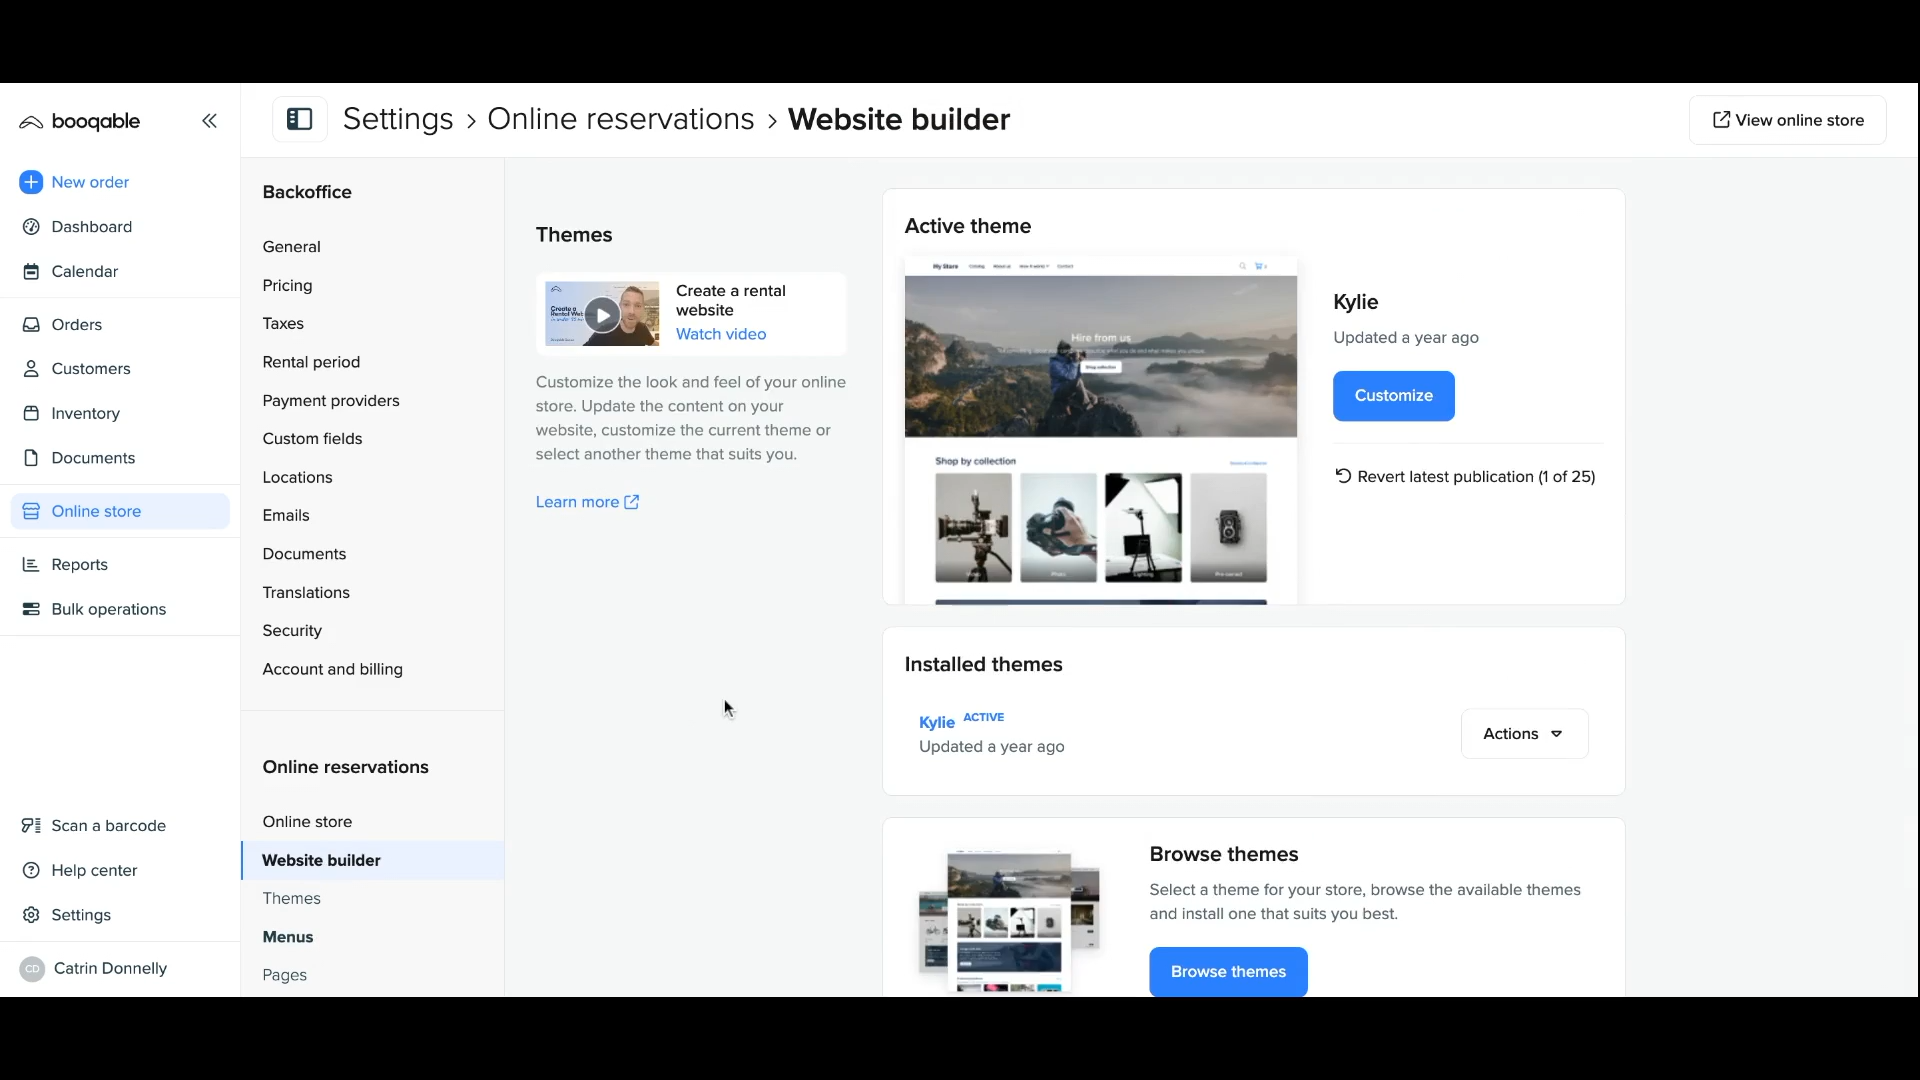 booqable
Settings > Online reservations > Website builder
View online store
New order
Dashboard
Calendar
Orders
Customers
Inventory
Documents
Online store
Reports
Bulk operations
Scan a barcode
Help center
Settings
CD Catrin Donnelly
Backoffice
General
Pricing
Taxes
Rental period
Payment providers
Custom fields
Locations
Emails
Documents
Translations
Security
Account and billing
Online reservations
Online store
Website builder
Themes
Menus
Pages
Themes
Create a rental
website
Watch video
Customize the look and feel of your online
store. Update the content on your
website, customize the current theme or
select another theme that suits you.
Learn more
Active theme
My Store
Hire from us
Shop by collection
Kylie
Updated a year ago
Customize
Revert latest publication (1 of 25)
Installed themes
Kylie ACTIVE
Updated a year ago
Actions
Browse themes
Select a theme for your store, browse the available themes
and install one that suits you best.
Browse themes